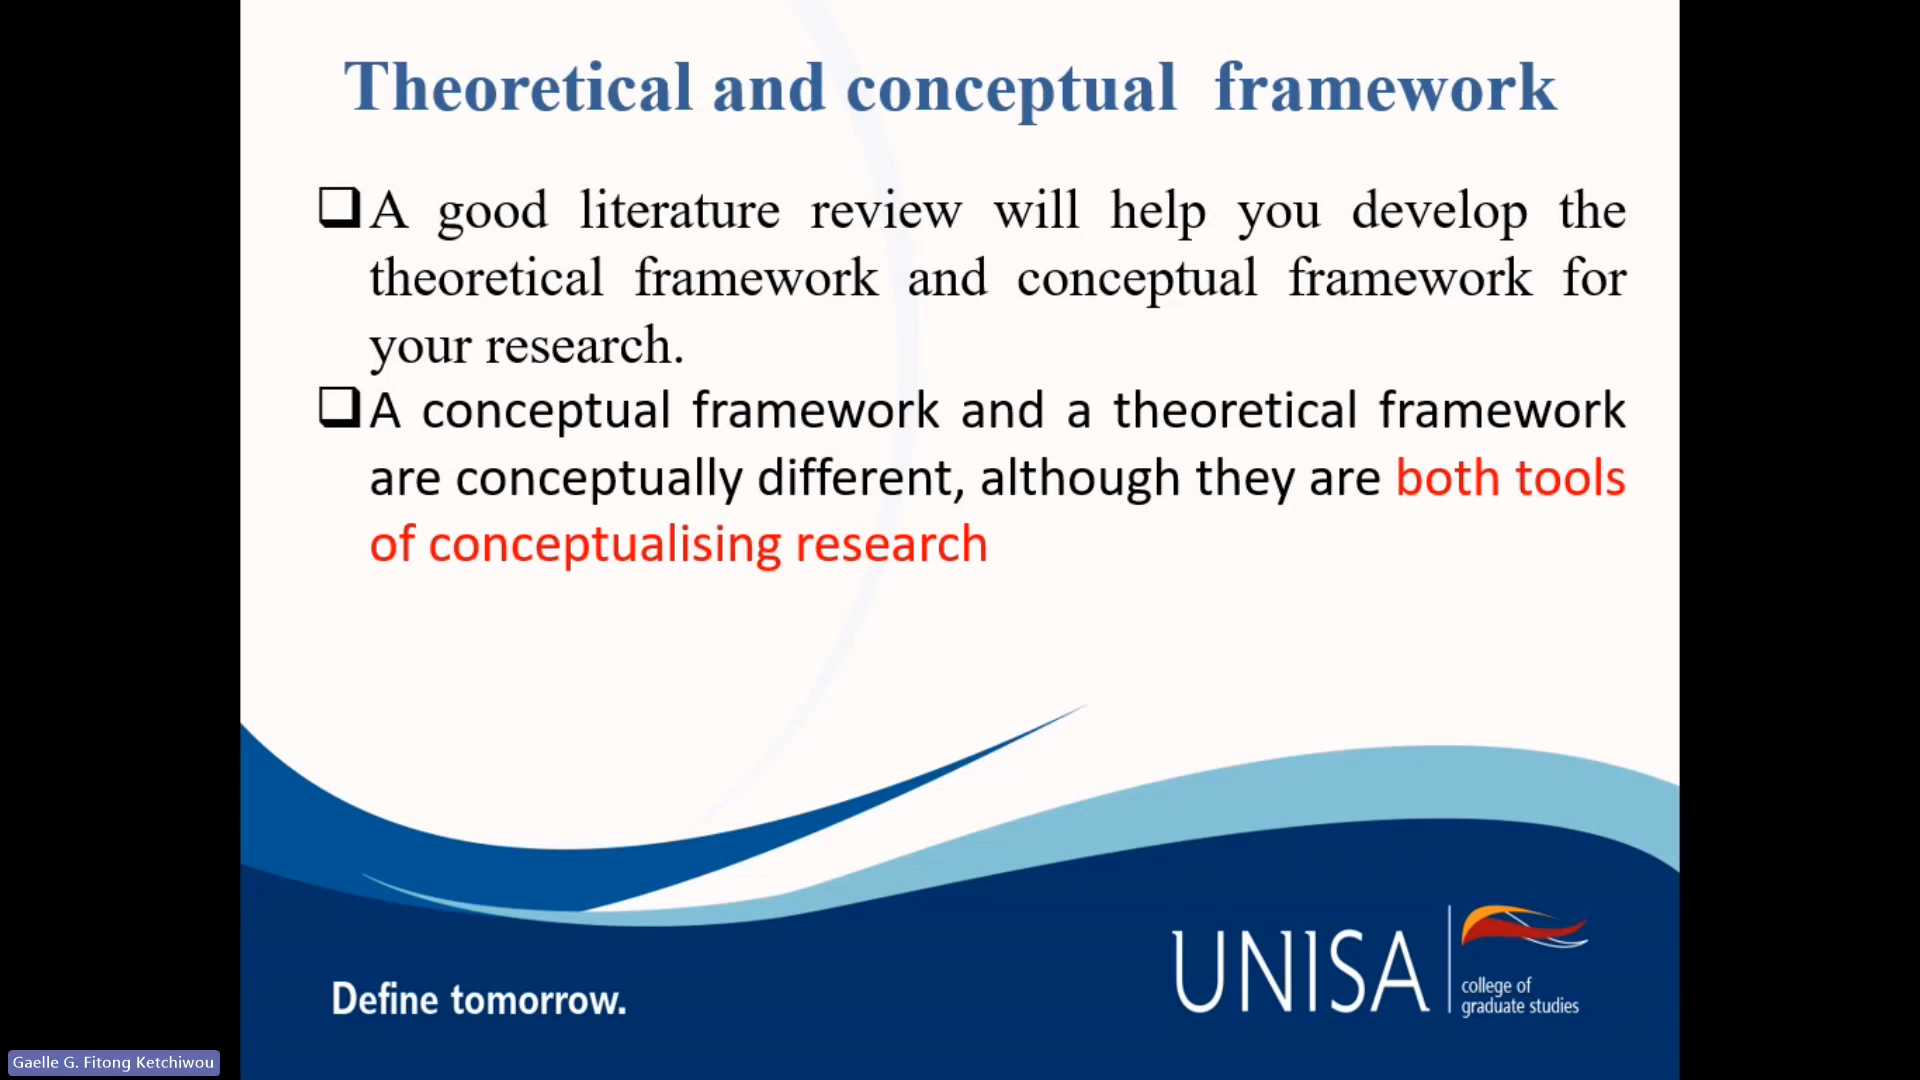 Theoretical and conceptual framework
A good literature review will help you develop the
theoretical framework and conceptual framework for
your research.
A conceptual framework and a theoretical framework
are conceptually different, although they are both tools
of conceptualising research
Define tomorrow.
UNISA
college of
graduate studies
Gaelle G. Fitong Ketchiwou